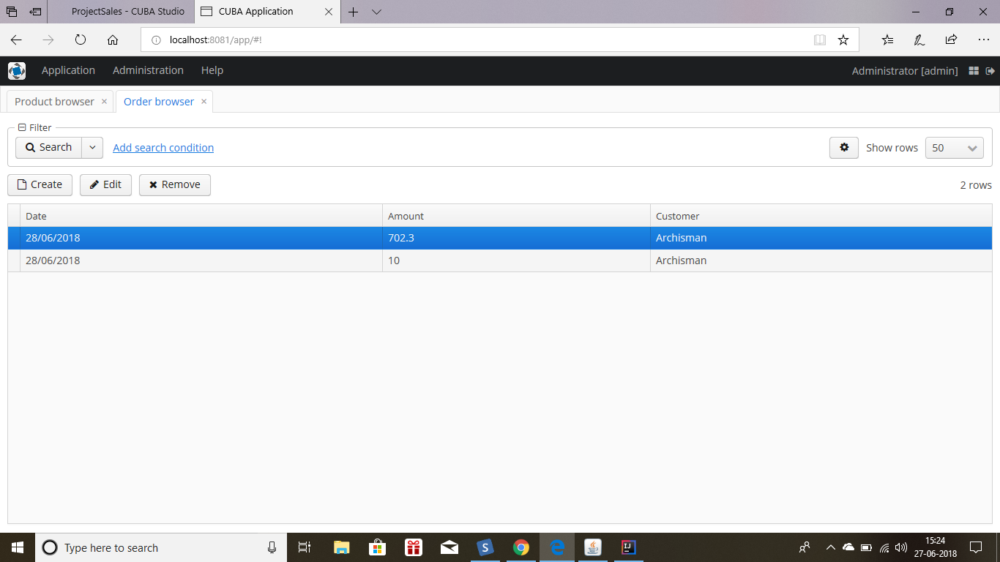 ProjectSales - CUBA Studio CUBA Application
localhost:8081/app/#!
Application Administration Help Administrator [admin]
Product browser Order browser
Filter
Search Add search condition Show rows 50
Create Edit Remove 2 rows
Date Amount Customer
28/06/2018 702.3 Archisman
28/06/2018 10 Archisman
Type here to search S IJ 15:24
27-06-2018